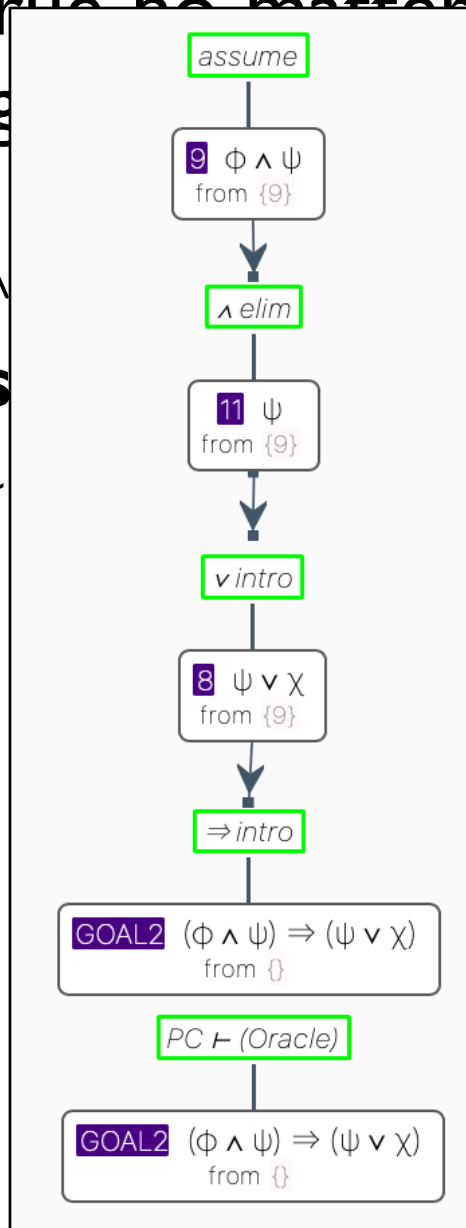 assume
9 Φ ∧ ψ
from {9}
∧ elim
11 ψ
from {9}
∨ intro
8 ψ ∨ χ
from {9}
⇒ intro
GOAL2 (Φ ∧ ψ) ⇒ (ψ ∨ χ)
from {}
PC ⊢ (Oracle)
GOAL2 (Φ ∧ ψ) ⇒ (ψ ∨ χ)
from {}